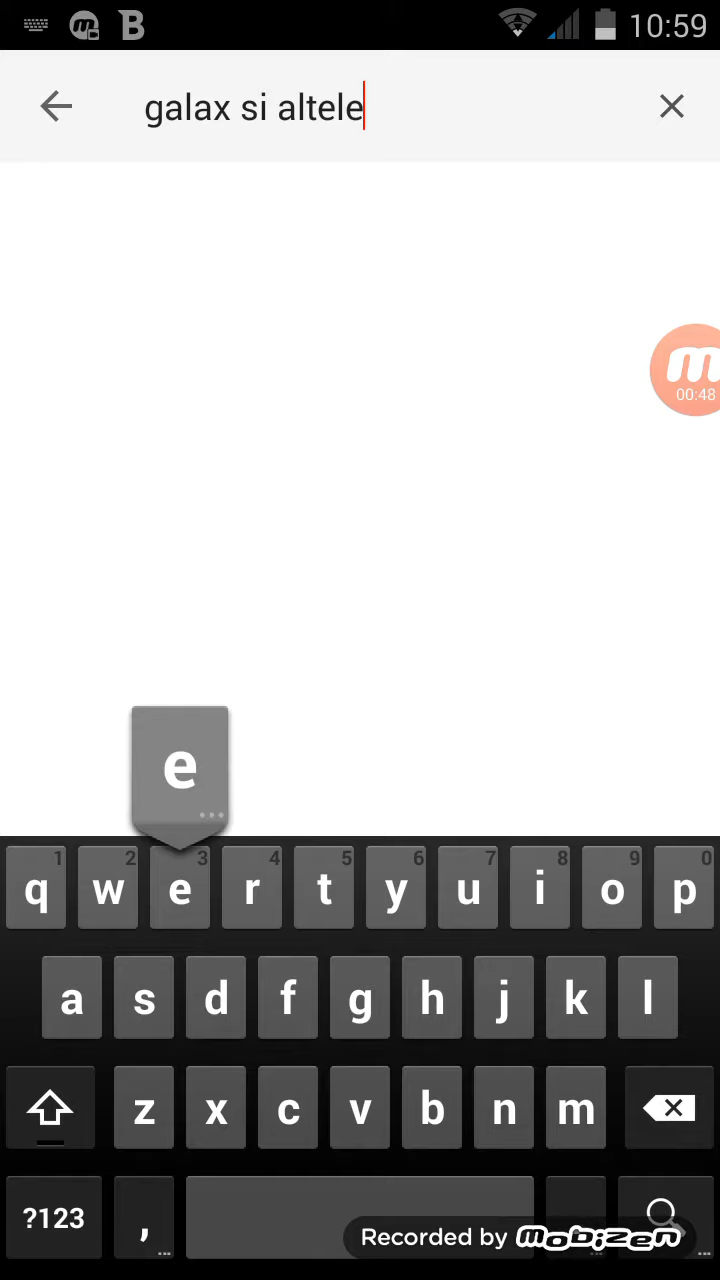 10:59
galax si altele
00:48
e
1 2 3 4 5 6 7 8 9 0
q w e r t y u i o p
a s d f g h j k l
z x c v b n m
?123 ,
Recorded by mobizen